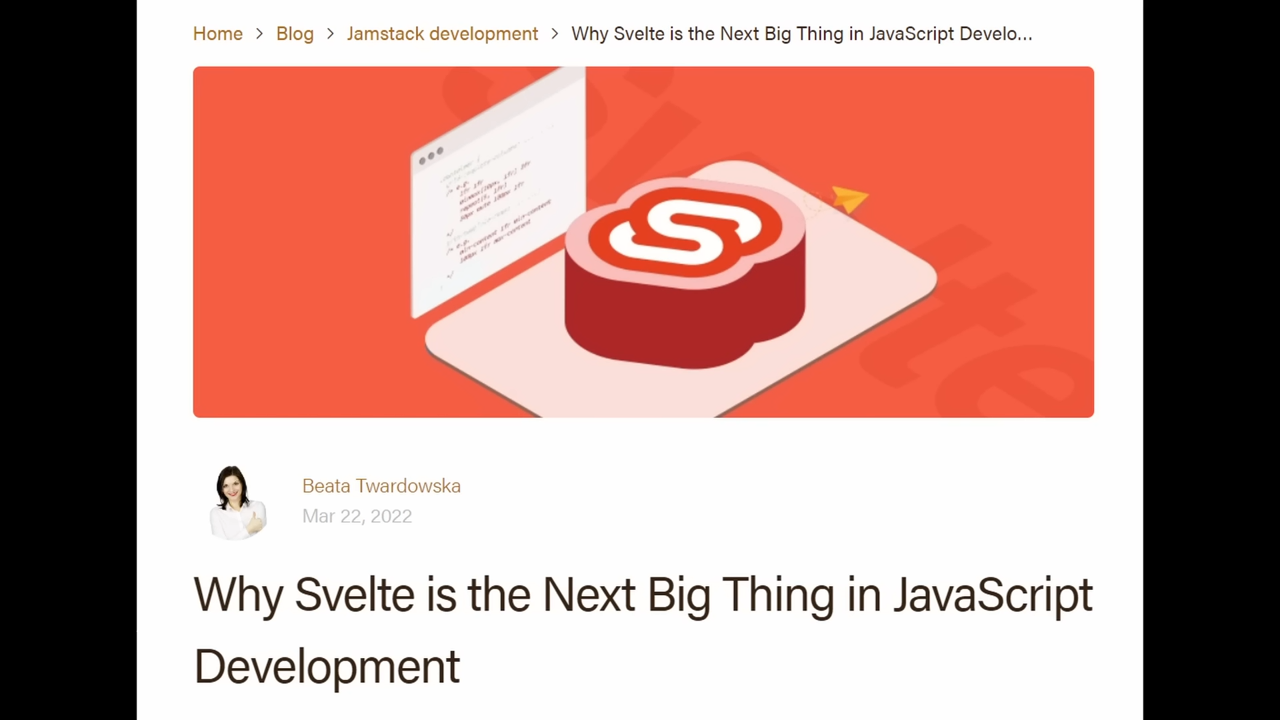 Home > Blog > Jamstack development > Why Svelte is the Next Big Thing in JavaScript Develo...
Beata Twardowska
Mar 22, 2022
Why Svelte is the Next Big Thing in JavaScript
Development